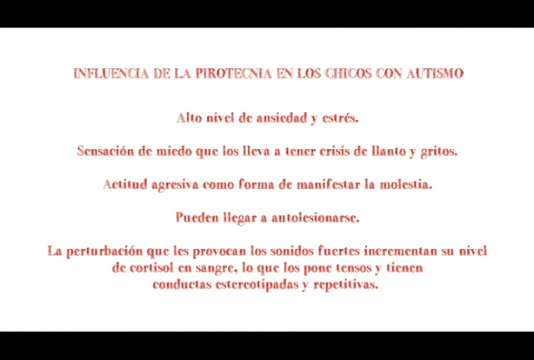 INFLUENCIA DE LA PIROTECNIA EN LOS CHICOS CON AUTISMO
Alto nivel de ansiedad y estrés.
Sensación de miedo que los lleva a tener crisis de llanto y gritos.
Actitud agresiva como forma de manifestar la molestia.
Pueden llegar a autolesionarse.
La perturbación que les provocan los sonidos fuertes incrementan su nivel
de cortisol en sangre, lo que los pone tensos y tienen
conductas estereotipadas y repetitivas.